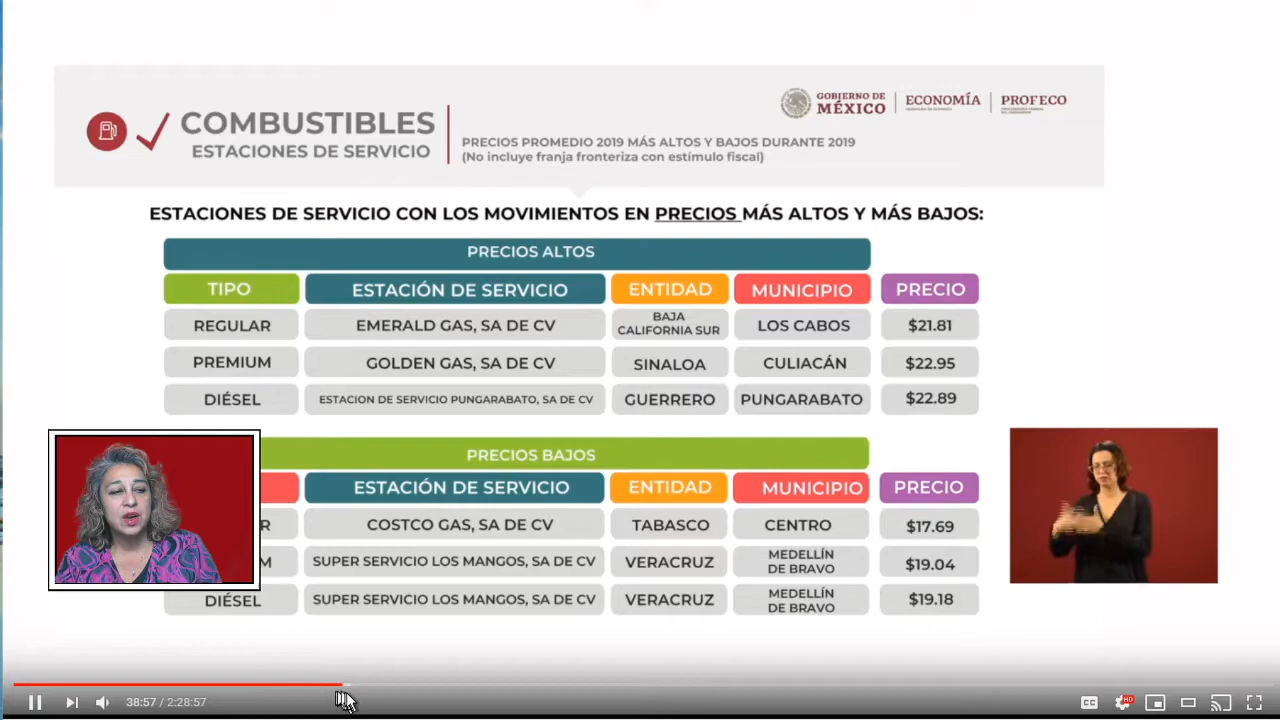 COMBUSTIBLES
ESTACIONES DE SERVICIO
PRECIOS PROMEDIO 2019 MÁS ALTOS Y BAJOS DURANTE 2019
(No incluye franja fronteriza con estímulo fiscal)
GOBIERNO DE
MÉXICO
ECONOMÍA
PROFECO
ESTACIONES DE SERVICIO CON LOS MOVIMIENTOS EN PRECIOS MÁS ALTOS Y MÁS BAJOS:
PRECIOS ALTOS
TIPO ESTACIÓN DE SERVICIO ENTIDAD MUNICIPIO PRECIO
REGULAR EMERALD GAS, SA DE CV BAJA CALIFORNIA SUR LOS CABOS $21.81
PREMIUM GOLDEN GAS, SA DE CV SINALOA CULIACÁN $22.95
DIÉSEL ESTACION DE SERVICIO PUNGARABATO, SA DE CV GUERRERO PUNGARABATO $22.89
PRECIOS BAJOS
ESTACIÓN DE SERVICIO ENTIDAD MUNICIPIO PRECIO
R COSTCO GAS, SA DE CV TABASCO CENTRO $17.69
M SUPER SERVICIO LOS MANGOS, SA DE CV VERACRUZ MEDELLÍN DE BRAVO $19.04
DIÉSEL SUPER SERVICIO LOS MANGOS, SA DE CV VERACRUZ MEDELLÍN DE BRAVO $19.18
38:57 / 2:28:57
CC
HD